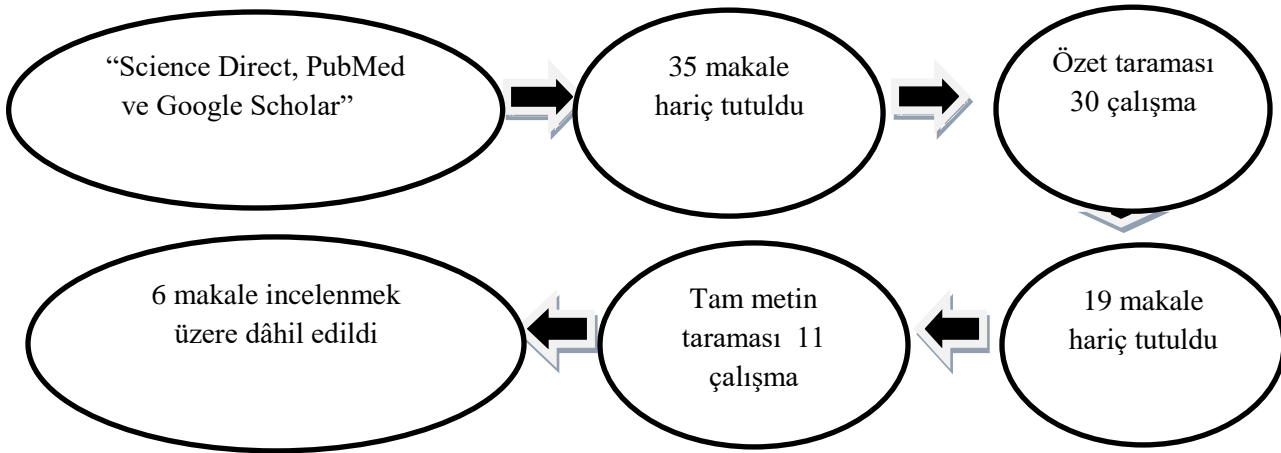 “Science Direct, PubMed
ve Google Scholar”
35 makale
hariç tutuldu
Özet taraması
30 çalışma
19 makale
hariç tutuldu
Tam metin
taraması 11
çalışma
6 makale incelenmek
üzere dâhil edildi